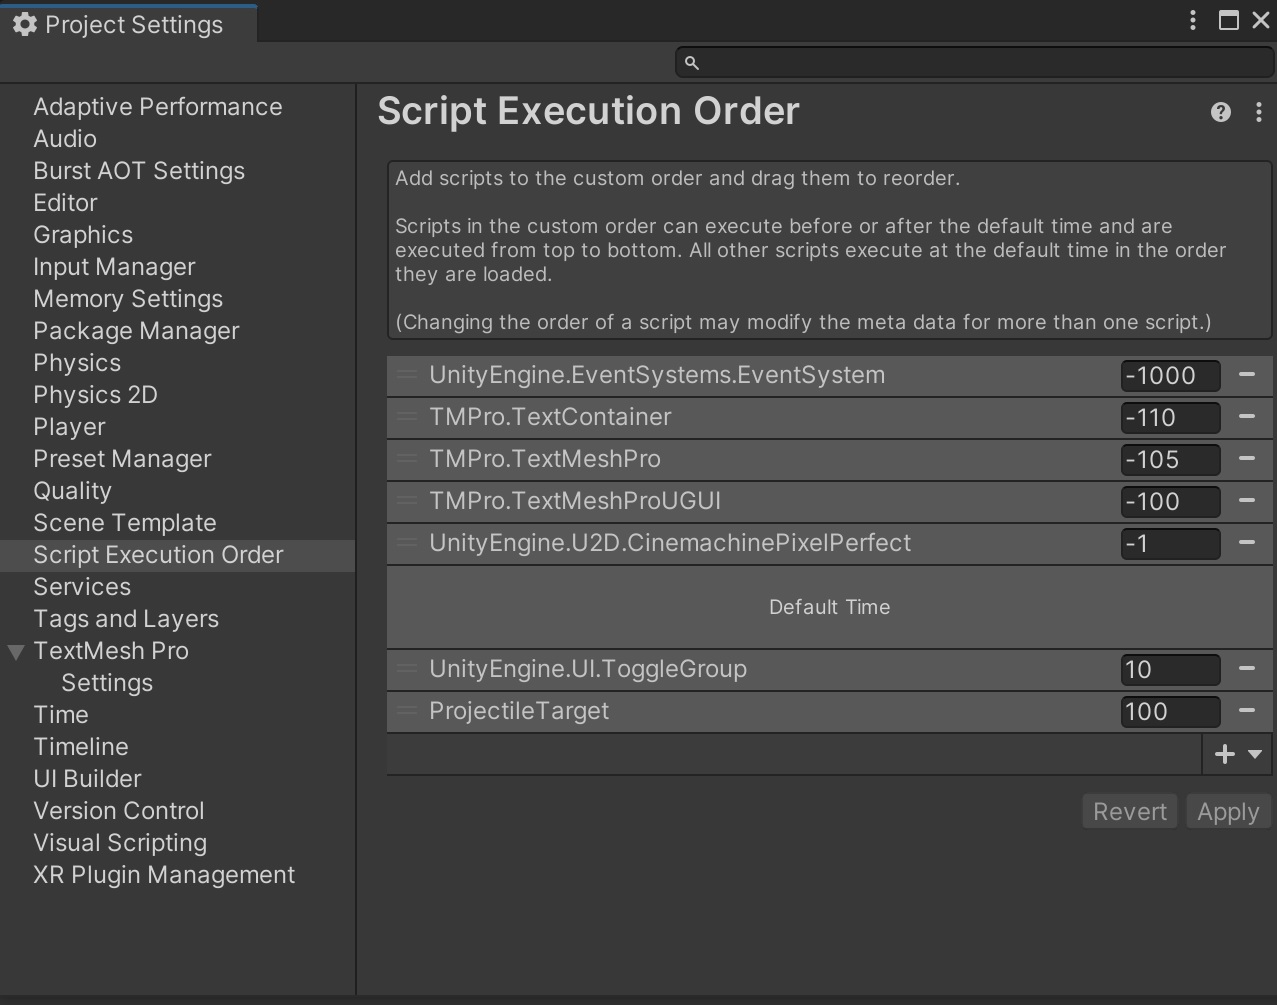 Project Settings
Adaptive Performance
Audio
Burst AOT Settings
Editor
Graphics
Input Manager
Memory Settings
Package Manager
Physics
Physics 2D
Player
Preset Manager
Quality
Scene Template
Script Execution Order
Services
Tags and Layers
TextMesh Pro
Settings
Time
Timeline
UI Builder
Version Control
Visual Scripting
XR Plugin Management
Script Execution Order
Add scripts to the custom order and drag them to reorder.
Scripts in the custom order can execute before or after the default time and are
executed from top to bottom. All other scripts execute at the default time in the order
they are loaded.
(Changing the order of a script may modify the meta data for more than one script.)
UnityEngine.EventSystems.EventSystem -1000
TMPro.TextContainer -110
TMPro.TextMeshPro -105
TMPro.TextMeshProUGUI -100
UnityEngine.U2D.CinemachinePixelPerfect -1
Default Time
UnityEngine.UI.ToggleGroup 10
ProjectileTarget 100
Revert Apply